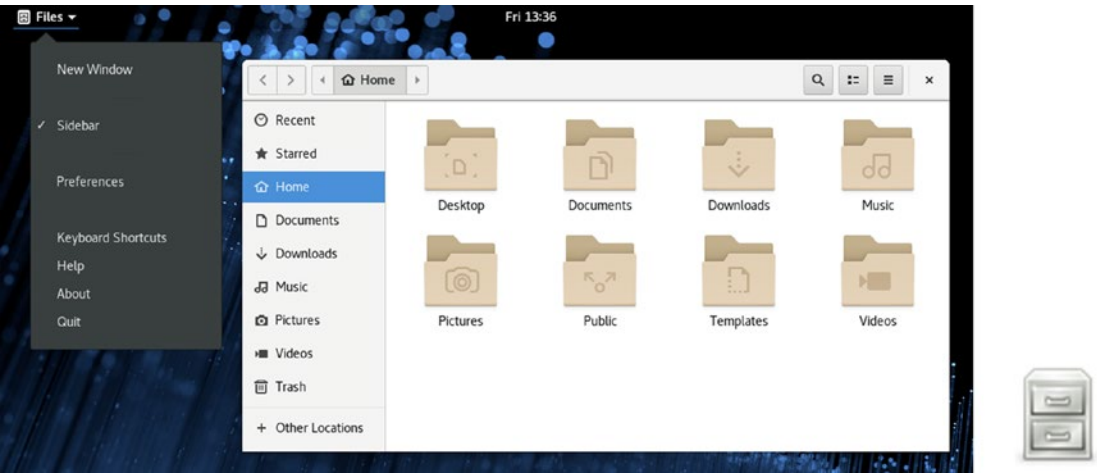 Files
Fri 13:36
New Window
Sidebar
Preferences
Keyboard Shortcuts
Help
About
Quit
Home
Recent
Starred
Home
Documents
Downloads
Music
Pictures
Videos
Trash
Other Locations
Desktop Documents Downloads Music
Pictures Public Templates Videos